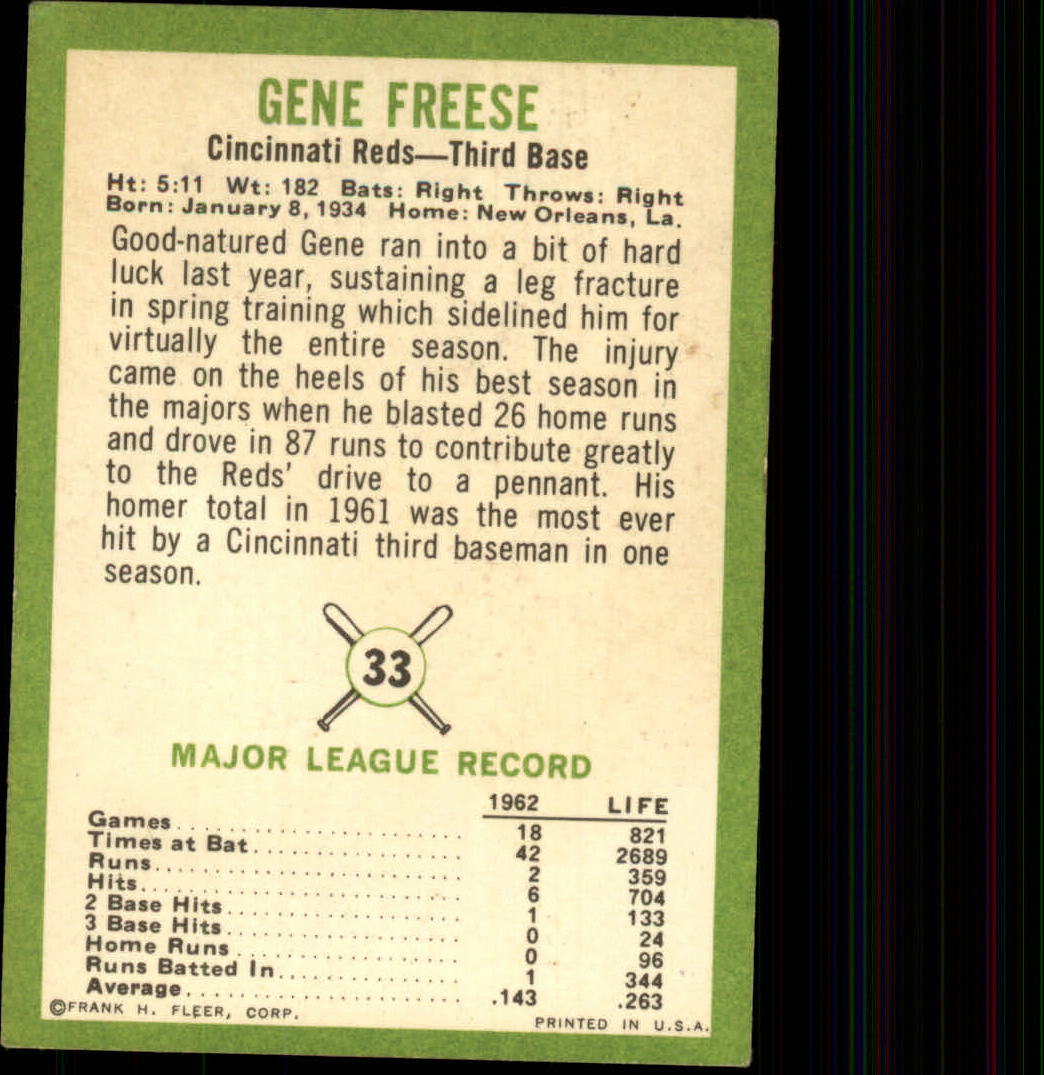 GENE FREESE
Cincinnati Reds—Third Base
Ht: 5:11 Wt: 182 Bats: Right Throws: Right
Born: January 8, 1934 Home: New Orleans, La.
Good-natured Gene ran into a bit of hard
luck last year, sustaining a leg fracture
in spring training which sidelined him for
virtually the entire season. The injury
came on the heels of his best season in
the majors when he blasted 26 home runs
and drove in 87 runs to contribute greatly
to the Reds' drive to a pennant. His
homer total in 1961 was the most ever
hit by a Cincinnati third baseman in one
season.
33
MAJOR LEAGUE RECORD
1962 LIFE
Games 18 821
Times at Bat 42 2689
Runs 2 359
Hits 6 704
2 Base Hits 1 133
3 Base Hits 0 24
Home Runs 0 96
Runs Batted In 1 344
Average .143 .263
©FRANK H. FLEER, CORP.
PRINTED IN U.S.A.